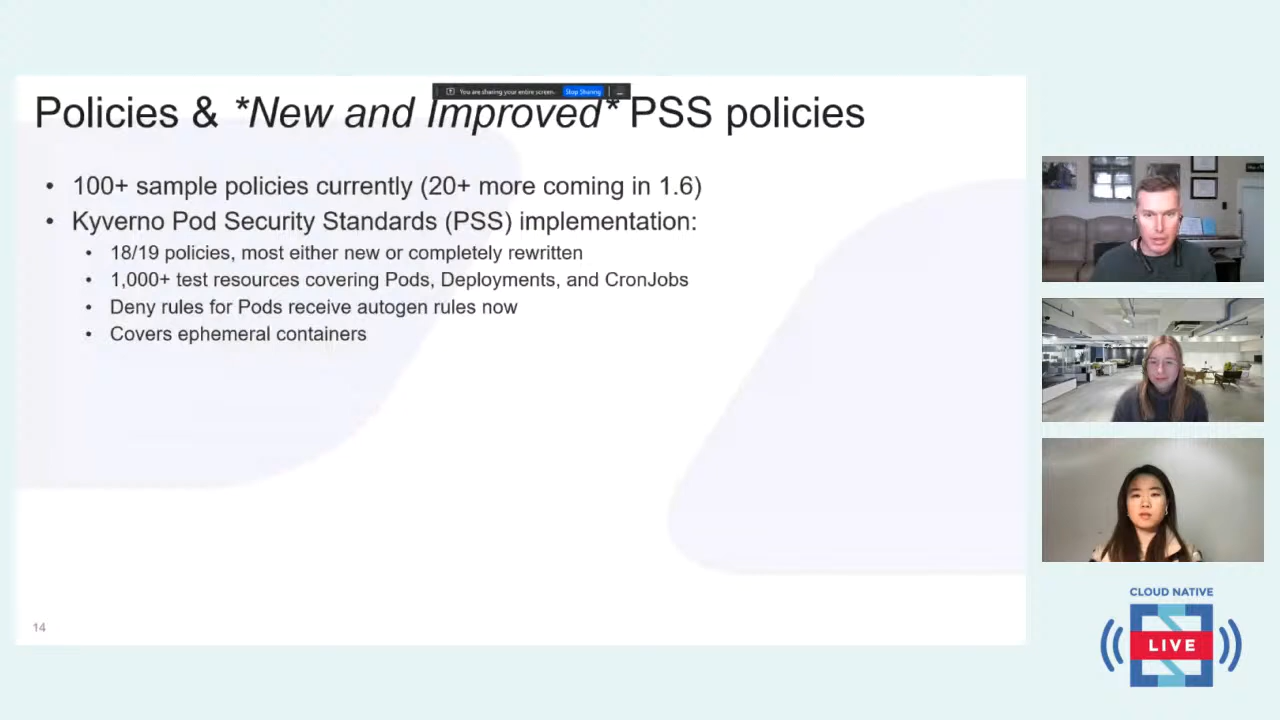 You are sharing your entire screen. Stop Sharing
Policies & *New and Improved* PSS policies
• 100+ sample policies currently (20+ more coming in 1.6)
• Kyverno Pod Security Standards (PSS) implementation:
• 18/19 policies, most either new or completely rewritten
• 1,000+ test resources covering Pods, Deployments, and CronJobs
• Deny rules for Pods receive autogen rules now
• Covers ephemeral containers
14
CLOUD NATIVE
LIVE